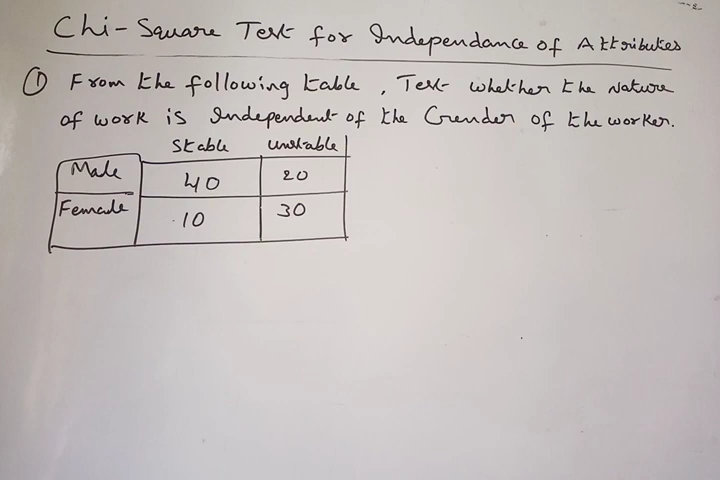 Chi-Square Test for Independance of Attributes
① From the following table, Test whether the Nature
of work is Independent of the Gender of the worker.
Stable Unstable
Male 40 20
Female 10 30